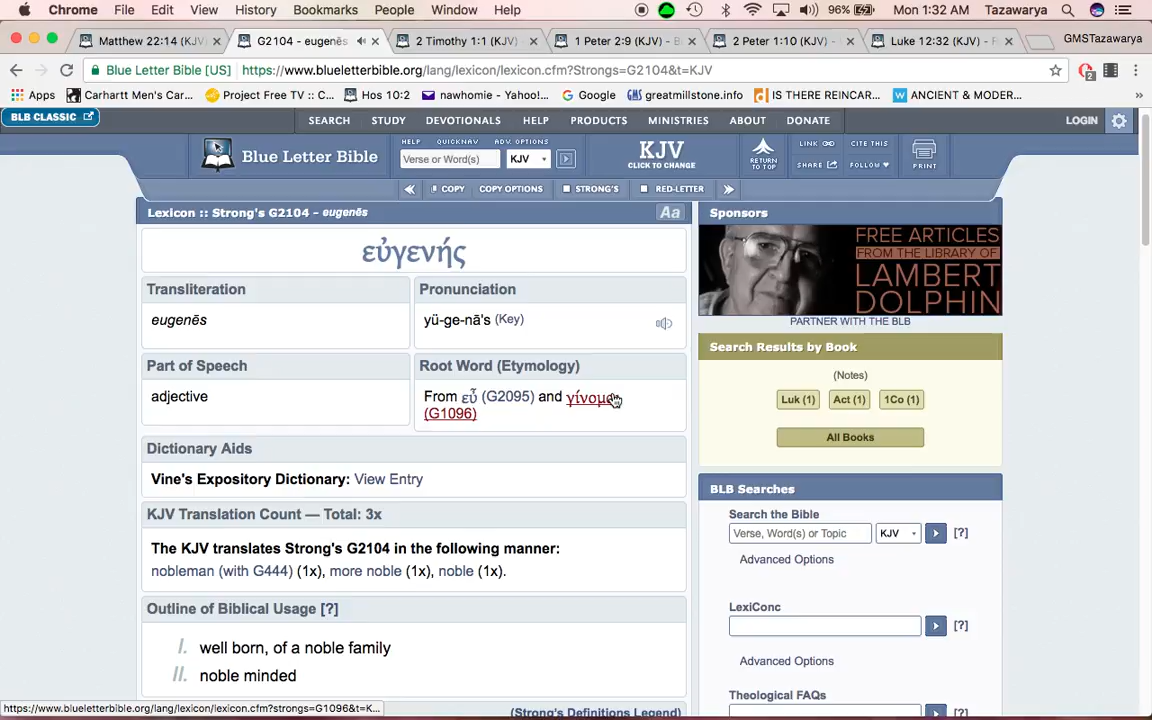 Chrome File Edit View History Bookmarks People Window Help 96% Mon 1:32 AM Tazawarya
Matthew 22:14 (KJV) G2104 - eugenēs 2 Timothy 1:1 (KJV) 1 Peter 2:9 (KJV) - B 2 Peter 1:10 (KJV) - Luke 12:32 (KJV) - R GMSTazawarya
Blue Letter Bible [US] https://www.blueletterbible.org/lang/lexicon/lexicon.cfm?Strongs=G2104&t=KJV 2
Apps Carhartt Men's Car... Project Free TV :: C... Hos 10:2 nawhomie - Yahoo!... Google GMS greatmillstone.info IS THERE REINCAR... W ANCIENT & MODER... »
BLB CLASSIC SEARCH STUDY DEVOTIONALS HELP PRODUCTS MINISTRIES ABOUT DONATE LOGIN
HELP QUICKNAV ADV. OPTIONS
Blue Letter Bible Verse or Word(s) KJV
KJV
CLICK TO CHANGE
RETURN
TO TOP
LINK CITE THIS
SHARE FOLLOW PRINT
COPY COPY OPTIONS STRONG'S RED-LETTER
Lexicon :: Strong's G2104 - eugenēs Aa
εὐγενής
Transliteration Pronunciation
eugenēs yü-ge-nā's (Key)
Part of Speech Root Word (Etymology)
adjective From εὖ (G2095) and
(G1096)
Dictionary Aids
Vine's Expository Dictionary: View Entry
KJV Translation Count — Total: 3x
The KJV translates Strong's G2104 in the following manner:
nobleman (with G444) (1x), more noble (1x), noble (1x).
Outline of Biblical Usage [?]
I. well born, of a noble family
II. noble minded
(Strong's Definitions Legend)
Sponsors
FREE ARTICLES
FROM THE LIBRARY OF
LAMBERT
DOLPHIN
PARTNER WITH THE BLB
Search Results by Book
(Notes)
Luk (1) Act (1) 1Co (1)
All Books
BLB Searches
Search the Bible
Verse, Word(s) or Topic KJV [?]
Advanced Options
LexiConc
[?]
Advanced Options
Theological FAQs
https://www.blueletterbible.org/lang/lexicon/lexicon.cfm?strongs=G1096&t=K...